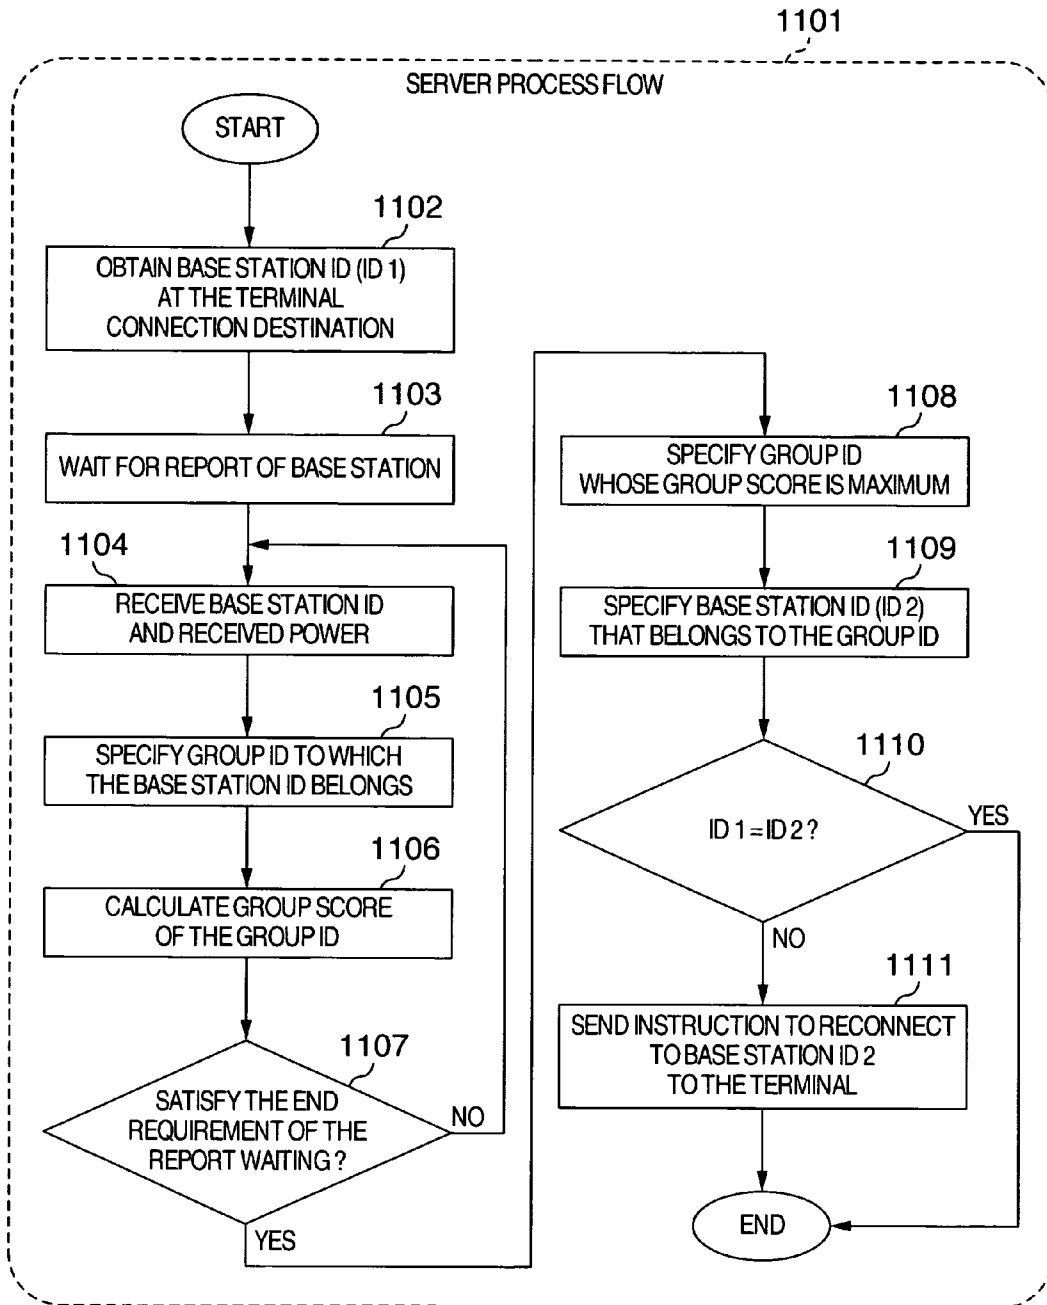 1101
SERVER PROCESS FLOW
START
1102
OBTAIN BASE STATION ID (ID 1)
AT THE TERMINAL
CONNECTION DESTINATION
1103
WAIT FOR REPORT OF BASE STATION
1104
RECEIVE BASE STATION ID
AND RECEIVED POWER
1105
SPECIFY GROUP ID TO WHICH
THE BASE STATION ID BELONGS
1106
CALCULATE GROUP SCORE
OF THE GROUP ID
1107
SATISFY THE END
REQUIREMENT OF THE
REPORT WAITING?
NO
YES
1108
SPECIFY GROUP ID
WHOSE GROUP SCORE IS MAXIMUM
1109
SPECIFY BASE STATION ID (ID 2)
THAT BELONGS TO THE GROUP ID
1110
ID 1 = ID 2?
YES
NO
1111
SEND INSTRUCTION TO RECONNECT
TO BASE STATION ID 2
TO THE TERMINAL
END